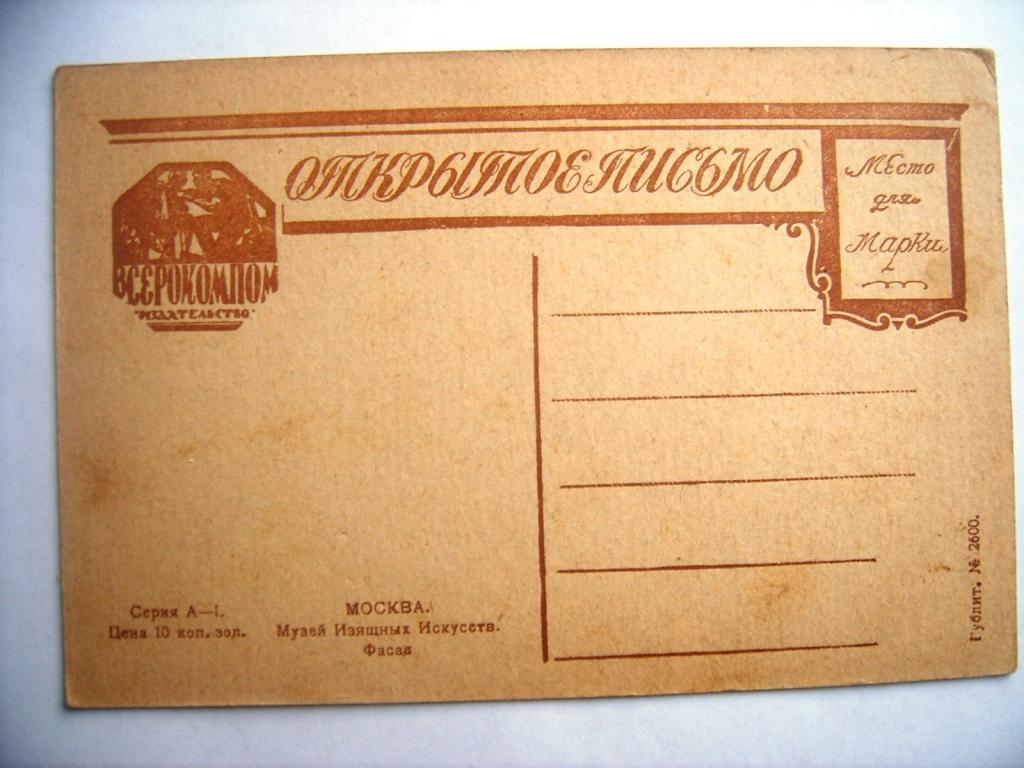 ОТКРЫТОЕ ПИСЬМО
МЕсто
для
Марки
ВСЕРОКОМПОМ
"ИЗДАТЕЛЬСТВО"
Серия А—I.
Цена 10 коп. зол.
МОСКВА.
Музей Изящных Искусств.
Фасад
Гублит. № 2600.